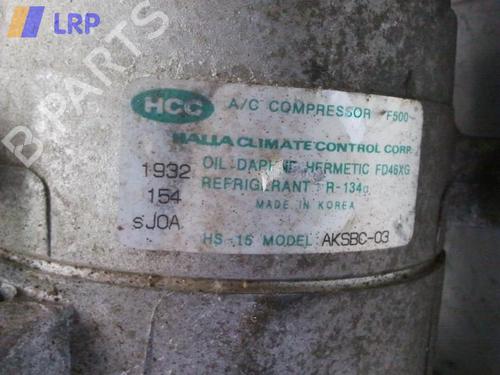 LRP
B-PARTS
HCC A/C COMPRESSOR F500
HALLA CLIMATE CONTROL CORP.
1932 OIL DAPHNE HERMETIC FD46XG
154 REFRIGERANT R-134a
MADE IN KOREA
sJOA
HS 15 MODEL AKSBC-03